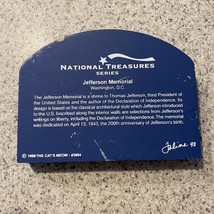 NATIONAL TREASURES
SERIES
Jefferson Memorial
Washington, D.C.
The Jefferson Memorial is a shrine to Thomas Jefferson, third President of
the United States and the author of the Declaration of Independence. Its
design is based on the classical architectural style which Jefferson introduced
to the U.S. Inscribed along the interior walls are selections from Jefferson's
writings on liberty, including the Declaration of Independence. The memorial
was dedicated on April 13, 1943, the 200th anniversary of Jefferson's birth.
Faline 93
© 1999 THE CAT'S MEOW